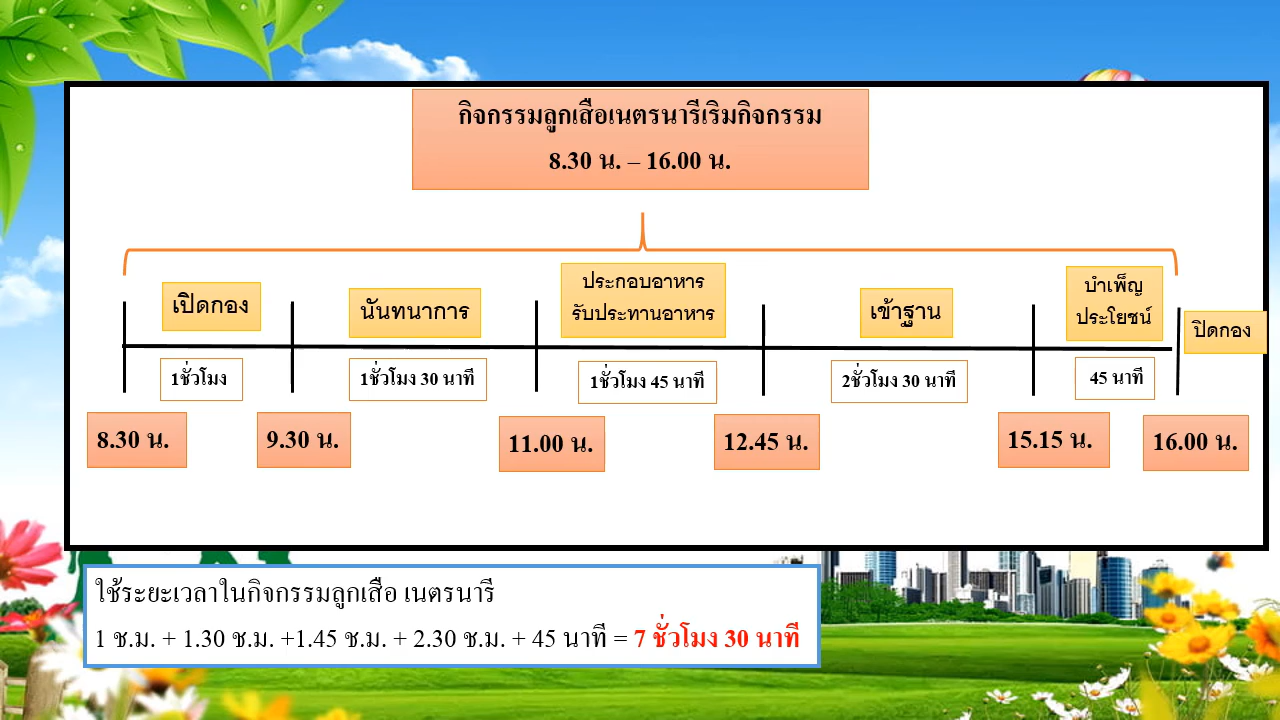 กิจกรรมลูกเสือเนตรนารีเริมกิจกรรม
8.30 น. – 16.00 น.
เปิดกอง
นันทนาการ
ประกอบอาหาร
รับประทานอาหาร
เข้าฐาน
บำเพ็ญ
ประโยชน์
ปิดกอง
1ชั่วโมง
1ชั่วโมง 30 นาที
1ชั่วโมง 45 นาที
2ชั่วโมง 30 นาที
45 นาที
8.30 น.
9.30 น.
11.00 น.
12.45 น.
15.15 น.
16.00 น.
ใช้ระยะเวลาในกิจกรรมลูกเสือ เนตรนารี
1 ช.ม. + 1.30 ช.ม. +1.45 ช.ม. + 2.30 ช.ม. + 45 นาที = 7 ชั่วโมง 30 นาที